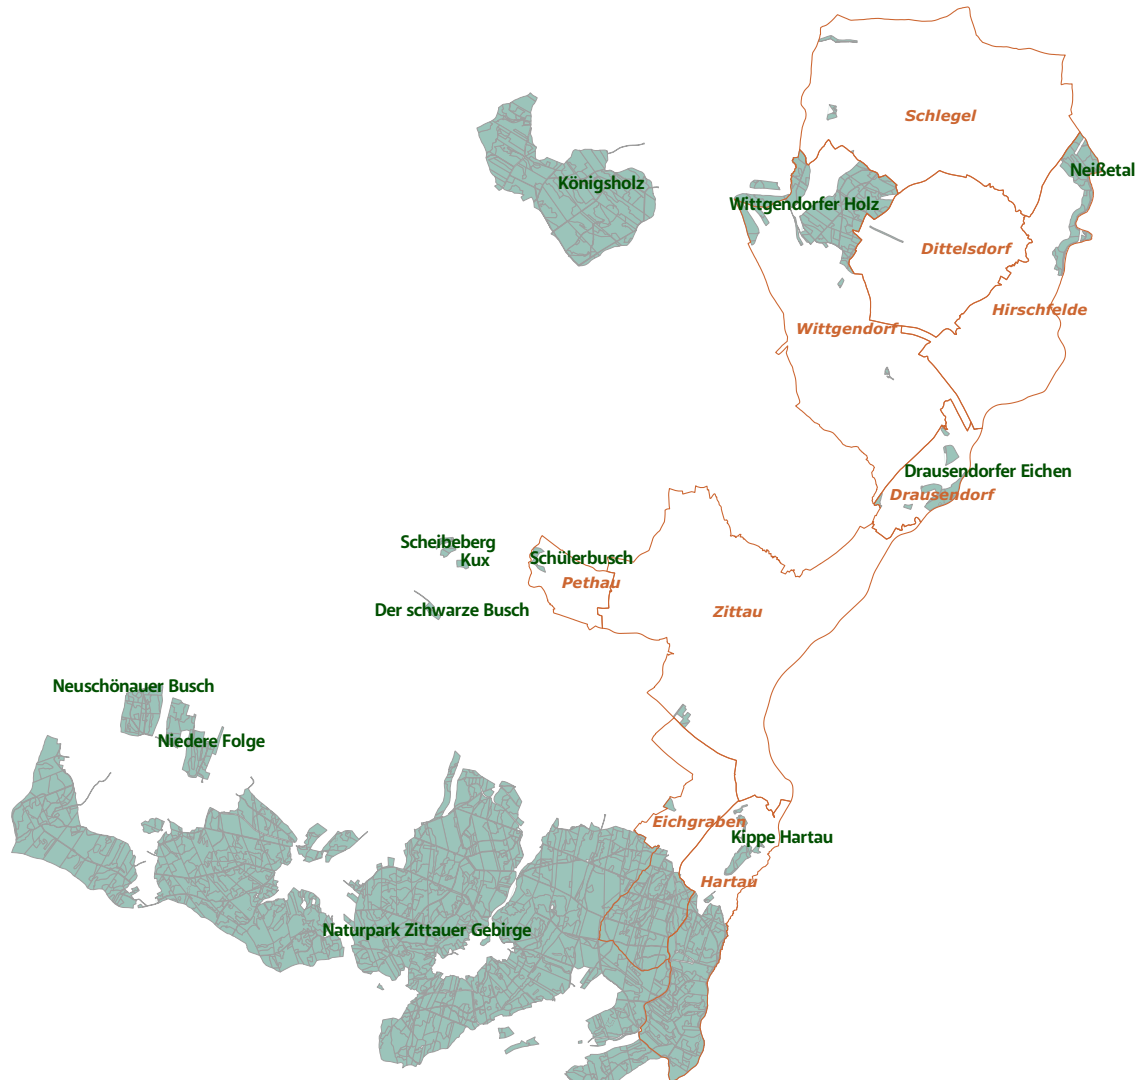 Schlegel
Neißetal
Königsholz
Wittgendorfer Holz
Dittelsdorf
Hirschfelde
Wittgendorf
Drausendorfer Eichen
Drausendorf
Scheibeberg
Kux
Schülerbusch
Pethau
Der schwarze Busch
Zittau
Neuschönauer Busch
Niedere Folge
Eichgraben
Kippe Hartau
Hartau
Naturpark Zittauer Gebirge